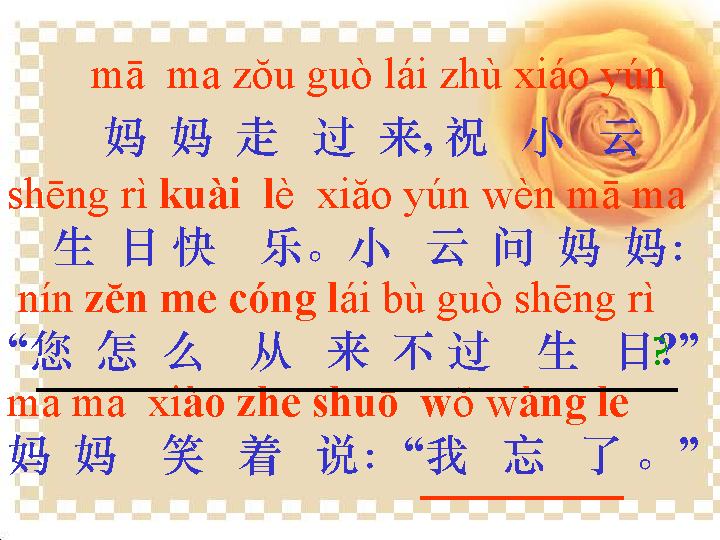 mā ma zǒu guò lái zhù xiáo yún
妈妈走过来,祝小云
shēng rì kuài lè xiǎo yún wèn mā ma
生日快乐。小云问妈妈：
nín zěn me cóng lái bù guò shēng rì
“您怎么从来不过生日?”
ma ma xiào zhe shuō wǒ wàng le
妈妈笑着说：“我忘了。”